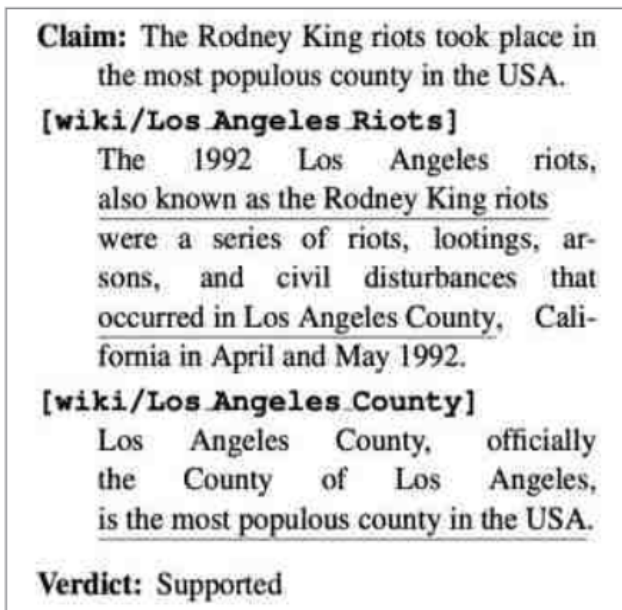 Claim: The Rodney King riots took place in
the most populous county in the USA.
[wiki/Los_Angeles_Riots]
The 1992 Los Angeles riots,
also known as the Rodney King riots
were a series of riots, lootings, ar-
sons, and civil disturbances that
occurred in Los Angeles County, Cali-
fornia in April and May 1992.
[wiki/Los_Angeles_County]
Los Angeles County, officially
the County of Los Angeles,
is the most populous county in the USA.
Verdict: Supported